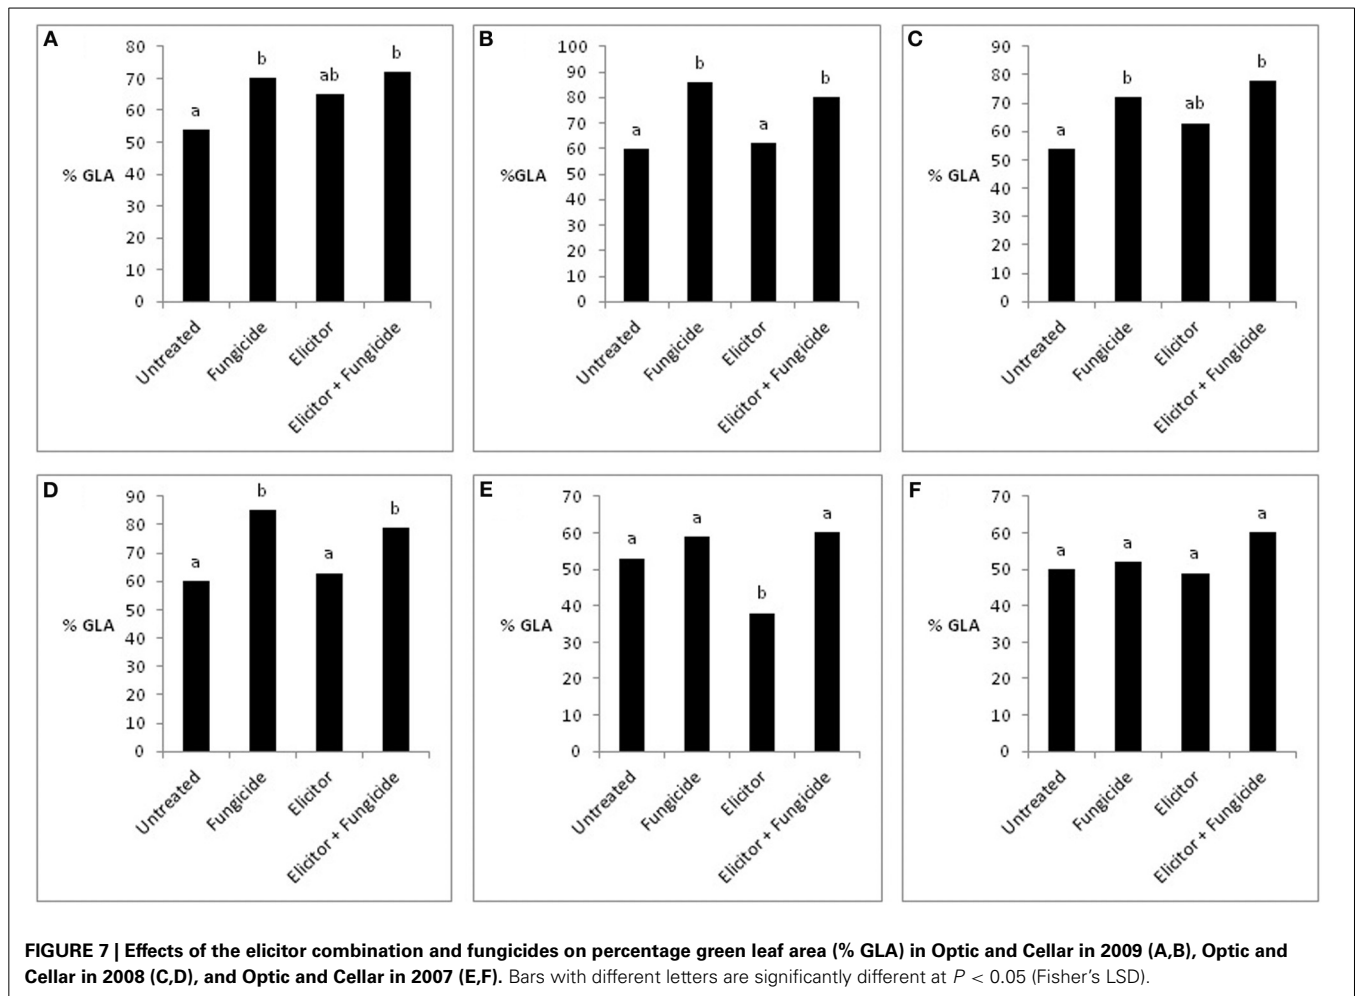 A
80
70
60
50
40
30
20
10
0
% GLA
a
b
ab
b
Untreated
Fungicide
Elicitor
Elicitor + Fungicide
B
100
90
80
70
60
50
40
30
20
10
0
%GLA
a
b
a
b
Untreated
Fungicide
Elicitor
Elicitor + Fungicide
C
90
80
70
60
50
40
30
20
10
0
% GLA
a
b
ab
b
Untreated
Fungicide
Elicitor
Elicitor + Fungicide
D
90
80
70
60
50
40
30
20
10
0
% GLA
a
b
a
b
Untreated
Fungicide
Elicitor
Elicitor + Fungicide
E
70
60
50
40
30
20
10
0
% GLA
a
a
b
a
Untreated
Fungicide
Elicitor
Elicitor + Fungicide
F
70
60
50
40
30
20
10
0
% GLA
a
a
a
a
Untreated
Fungicide
Elicitor
Elicitor + Fungicide
FIGURE 7 | Effects of the elicitor combination and fungicides on percentage green leaf area (% GLA) in Optic and Cellar in 2009 (A,B), Optic and
Cellar in 2008 (C,D), and Optic and Cellar in 2007 (E,F). Bars with different letters are significantly different at P < 0.05 (Fisher's LSD).